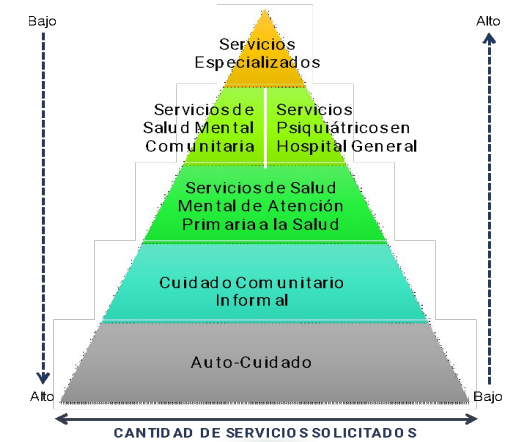 Bajo
Alto
Servicios
Especializados
Servicios de
Salud Mental
Comunitaria
Servicios
Psiquiátricos en
Hospital General
Servicios de Salud
Mental de Atención
Primaria a la Salud
Cuidado Comunitario
Informal
Auto-Cuidado
Alto
Bajo
CANTIDAD DE SERVICIOS SOLICITADOS